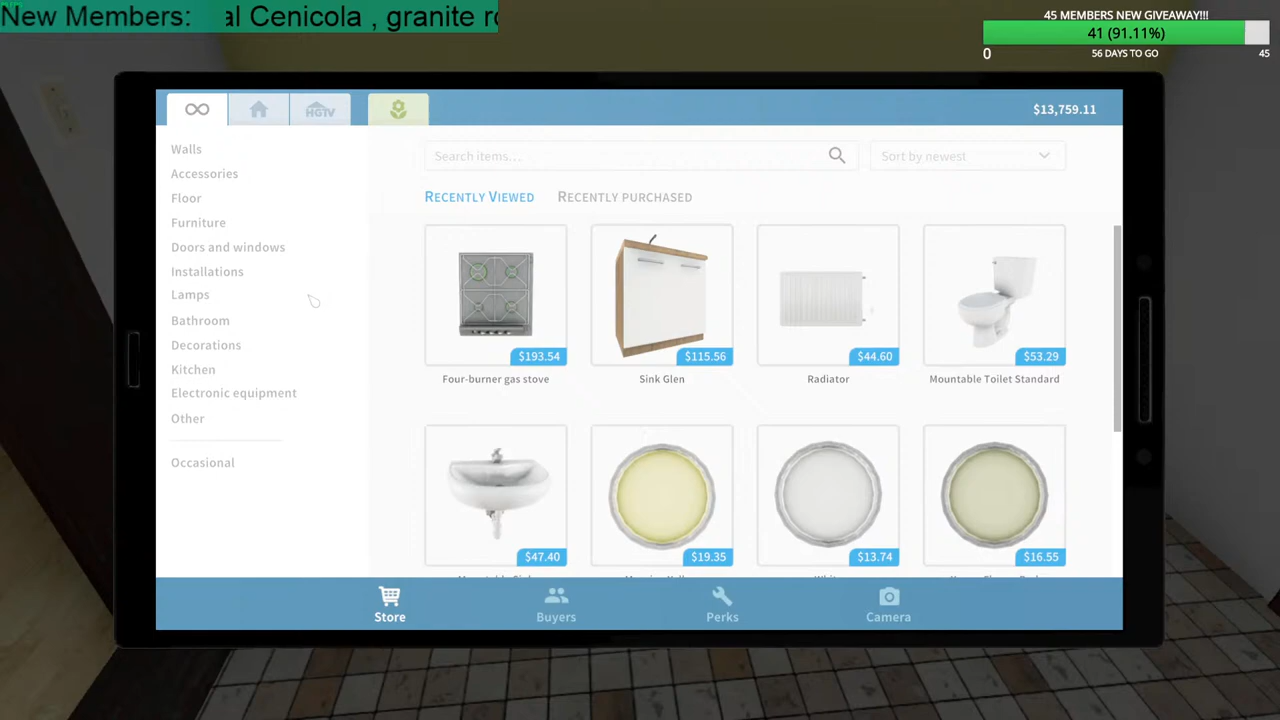 New Members: al Cenicola , granite
45 MEMBERS NEW GIVEAWAY!!!
41 (91.11%)
0
56 DAYS TO GO
45
HGTV
$13,759.11
Walls
Accessories
Floor
Furniture
Doors and windows
Installations
Lamps
Bathroom
Decorations
Kitchen
Electronic equipment
Other
Occasional
Search items...
Sort by newest
RECENTLY VIEWED
RECENTLY PURCHASED
$193.54
$115.56
$44.60
$53.29
Four-burner gas stove
Sink Glen
Radiator
Mountable Toilet Standard
$47.40
$19.35
$13.74
$16.55
Store
Buyers
Perks
Camera